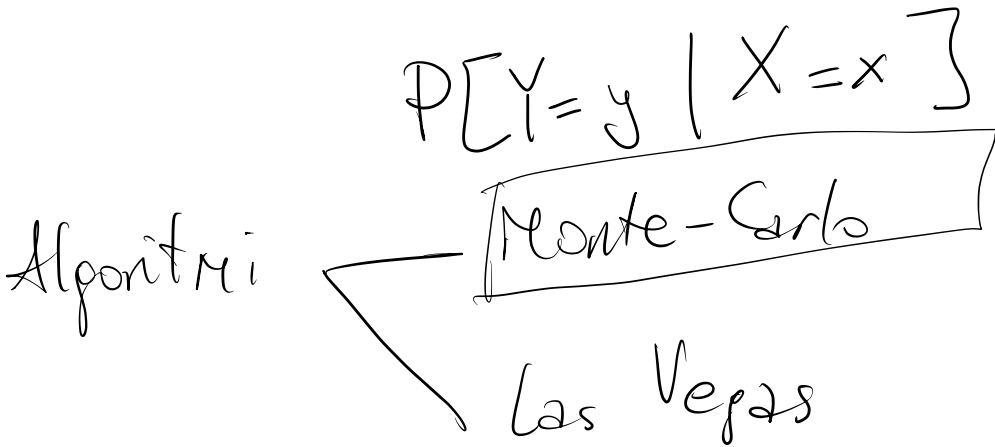 P[Y=y | X=x]
Monte-Carlo
Algoritmi
Las Vegas